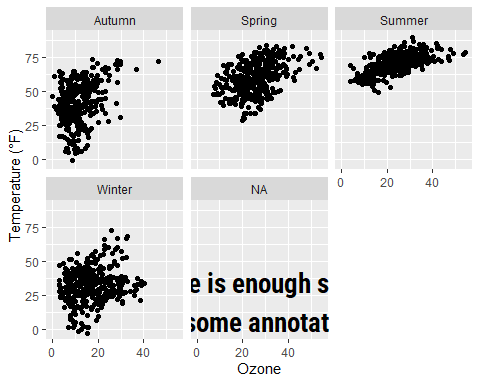 Autumn
Spring
Summer
75
50
25
0
Temperature (°F)
0
20
40
Winter
NA
75
50
25
0
e is enough s
some annotat
0
20
40
0
20
40
Ozone